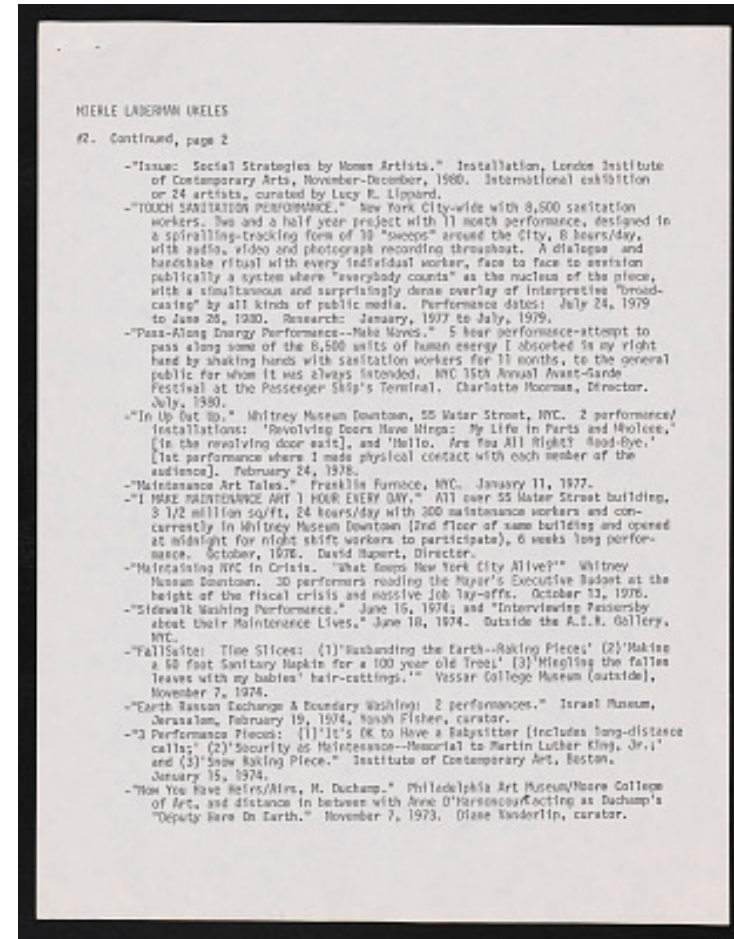 MIERLE LADERMAN UKELES
#2. Continued, page 2
-"Issue: Social Strategies by Women Artists." Installation, London Institute
of Contemporary Arts, November-December, 1980. International exhibition
or 24 artists, curated by Lucy R. Lippard.
-"TOUCH SANITATION PERFORMANCE." New York City-wide with 8,500 sanitation
workers. Two and a half year project with 11 month performance, designed in
a spiralling-tracking form of 10 "sweeps" around the City, 8 hours/day,
with audio, video and photograph recording throughout. A dialogue and
handshake ritual with every individual worker, face to face to envision
publically a system where "everybody counts" as the nucleus of the piece,
with a simultaneous and surprisingly dense overlay of interpretive "broad-
casing" by all kinds of public media. Performance dates: July 24, 1979
to June 26, 1980. Research: January, 1977 to July, 1979.
-"Pass-Along Energy Performance--Make Waves." 5 hour performance-attempt to
pass along some of the 8,500 units of human energy I absorbed in my right
hand by shaking hands with sanitation workers for 11 months, to the general
public for whom it was always intended. NYC 15th Annual Avant-Garde
Festival at the Passenger Ship's Terminal. Charlotte Moorman, Director.
July, 1980.
-"In Up Out Up." Whitney Museum Downtown, 55 Water Street, NYC. 2 performance/
installations: 'Revolving Doors Have Wings: My Life in Parts and Wholes,'
[in the revolving door exit], and 'Hello. Are You All Right? Good-Bye.'
[1st performance where I made physical contact with each member of the
audience]. February 24, 1978.
-"Maintenance Art Tales." Franklin Furnace, NYC. January 11, 1977.
-"I MAKE MAINTENANCE ART 1 HOUR EVERY DAY." All over 55 Water Street building,
3 1/2 million sq/ft, 24 hours/day with 300 maintenance workers and con-
currently in Whitney Museum Downtown (2nd floor of same building and opened
at midnight for night shift workers to participate), 6 weeks long perfor-
mance. October, 1976. David Hupert, Director.
-"Maintaining NYC in Crisis. 'What Keeps New York City Alive?'" Whitney
Museum Downtown. 30 performers reading the Mayor's Executive Budget at the
height of the fiscal crisis and massive job lay-offs. October 13, 1976.
-"Sidewalk Washing Performance." June 15, 1974; and "Interviewing Passersby
about their Maintenance Lives," June 18, 1974. Outside the A.I.R. Gallery,
NYC.
-"FallSuite: Time Slices: (1)'Husbanding the Earth--Raking Piece;' (2)'Making
a 50 foot Sanitary Napkin for a 100 year old Tree;' (3)'Mingling the fallen
leaves with my babies' hair-cuttings.'" Vassar College Museum (outside),
November 7, 1974.
-"Earth Exchange & Boundary Washing: 2 performances." Israel Museum,
Jerusalem, February 19, 1974, Yonah Fisher, curator.
-"3 Performance Pieces: (1)'It's OK to Have a Babysitter [includes long-distance
calls;' (2)'Security as Maintenance--Memorial to Martin Luther King, Jr.;'
and (3)'Snow Raking Piece." Institute of Contemporary Art, Boston,
January 15, 1974.
-"Now You Have Heirs/Airs, M. Duchamp." Philadelphia Art Museum/Moore College
of Art, and distance in between with Anne D'Harnoncourt acting as Duchamp's
"Deputy Here On Earth." November 7, 1973. Diane Vanderlip, curator.